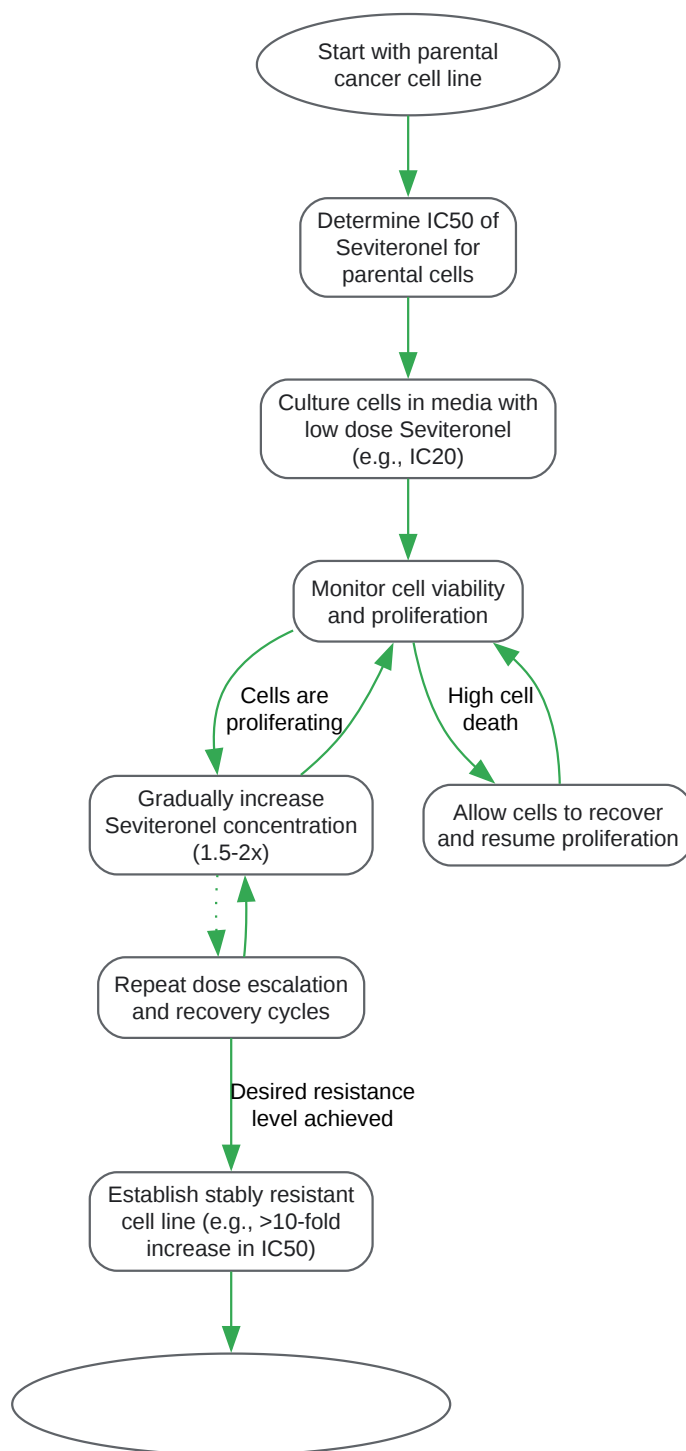 Start with parental
cancer cell line
Determine IC50 of
Seviteronel for
parental cells
Culture cells in media with
low dose Seviteronel
(e.g., IC20)
Monitor cell viability
and proliferation
Cells are
proliferating
High cell
death
Gradually increase
Seviteronel concentration
(1.5-2x)
Allow cells to recover
and resume proliferation
Repeat dose escalation
and recovery cycles
Desired resistance
level achieved
Establish stably resistant
cell line (e.g., >10-fold
increase in IC50)